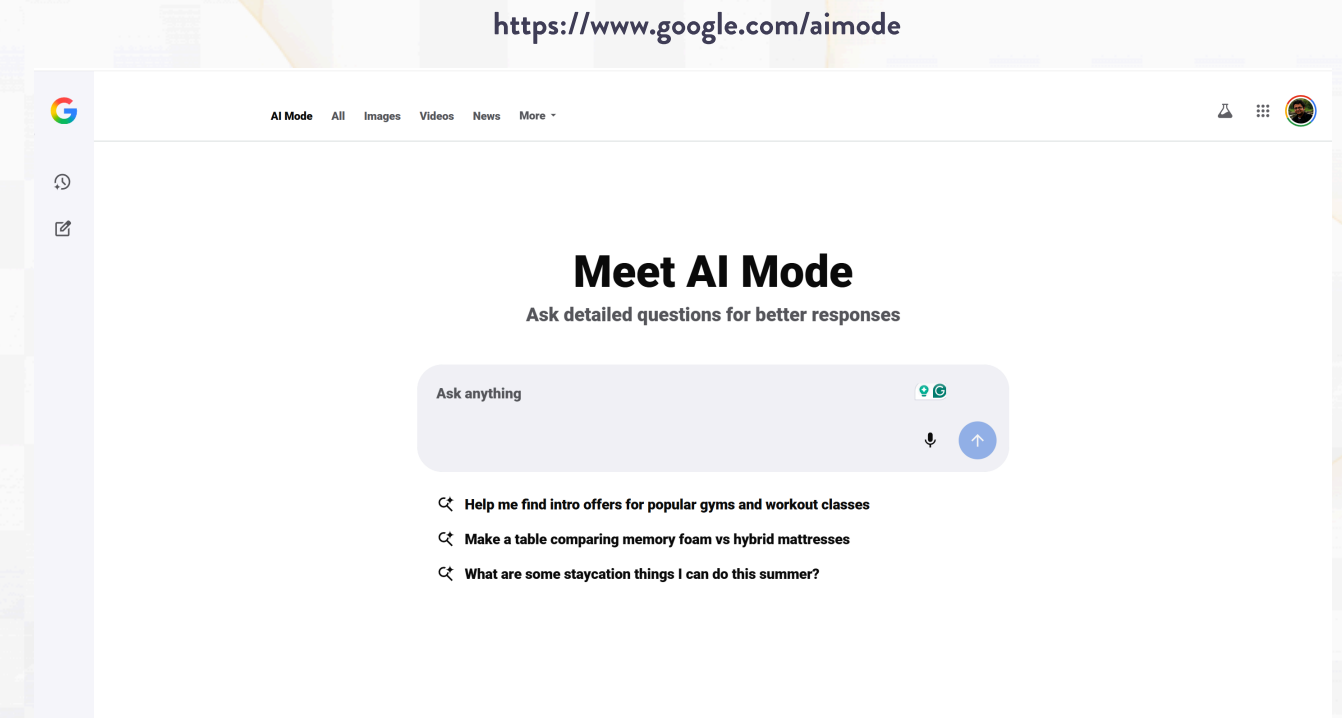 https://www.google.com/aimode
AI Mode All Images Videos News More
Meet AI Mode
Ask detailed questions for better responses
Ask anything
Help me find intro offers for popular gyms and workout classes
Make a table comparing memory foam vs hybrid mattresses
What are some staycation things I can do this summer?